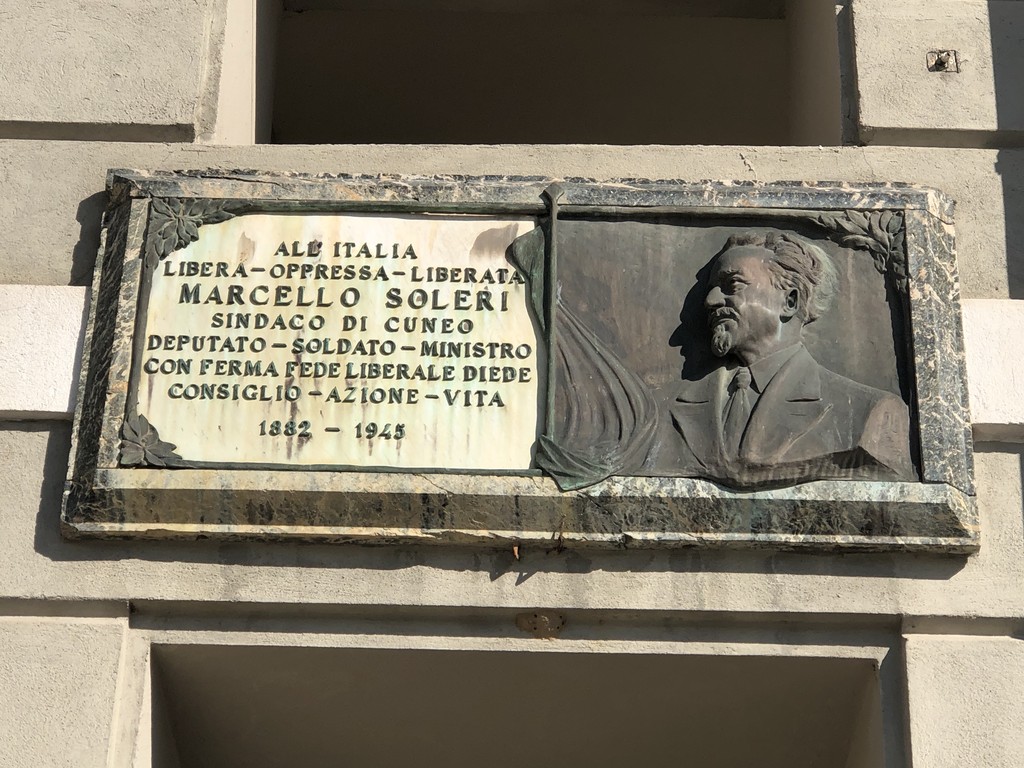 ALL'ITALIA
LIBERA-OPPRESSA-LIBERATA
MARCELLO SOLERI
SINDACO DI CUNEO
DEPUTATO-SOLDATO-MINISTRO
CON FERMA FEDE LIBERALE DIEDE
CONSIGLIO-AZIONE-VITA
1882 - 1945